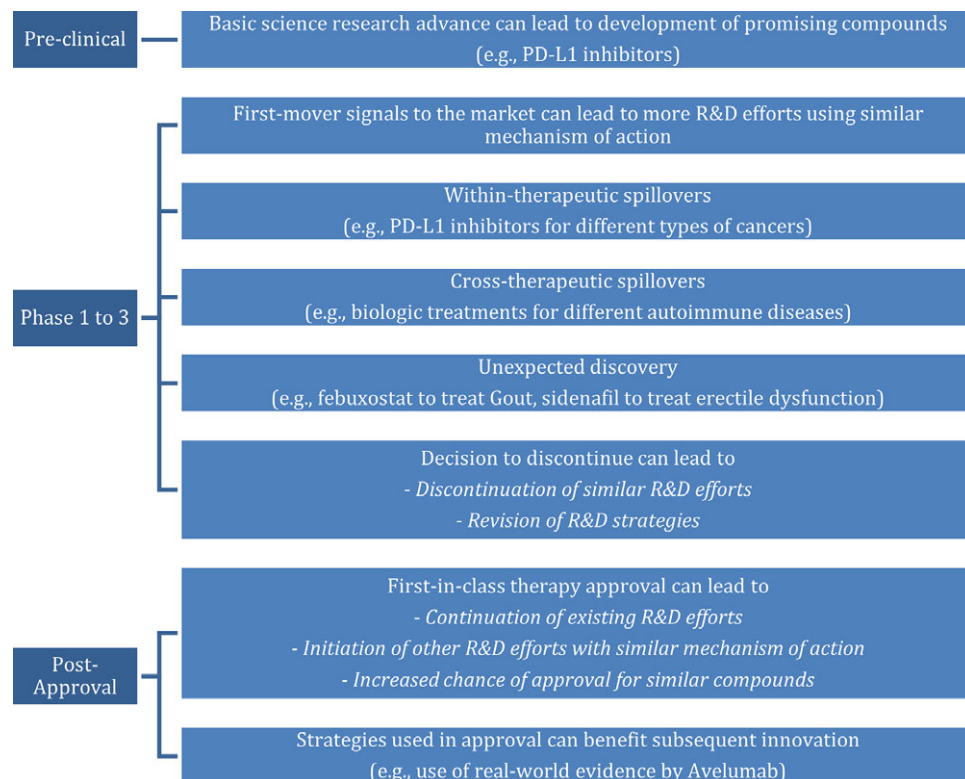 Pre-clinical
Basic science research advance can lead to development of promising compounds
(e.g., PD-L1 inhibitors)
Phase 1 to 3
First-mover signals to the market can lead to more R&D efforts using similar
mechanism of action
Within-therapeutic spillovers
(e.g., PD-L1 inhibitors for different types of cancers)
Cross-therapeutic spillovers
(e.g., biologic treatments for different autoimmune diseases)
Unexpected discovery
(e.g., febuxostat to treat Gout, sidenafil to treat erectile dysfunction)
Decision to discontinue can lead to
- Discontinuation of similar R&D efforts
- Revision of R&D strategies
Post-
Approval
First-in-class therapy approval can lead to
- Continuation of existing R&D efforts
- Initiation of other R&D efforts with similar mechanism of action
- Increased chance of approval for similar compounds
Strategies used in approval can benefit subsequent innovation
(e.g., use of real-world evidence by Avelumab)